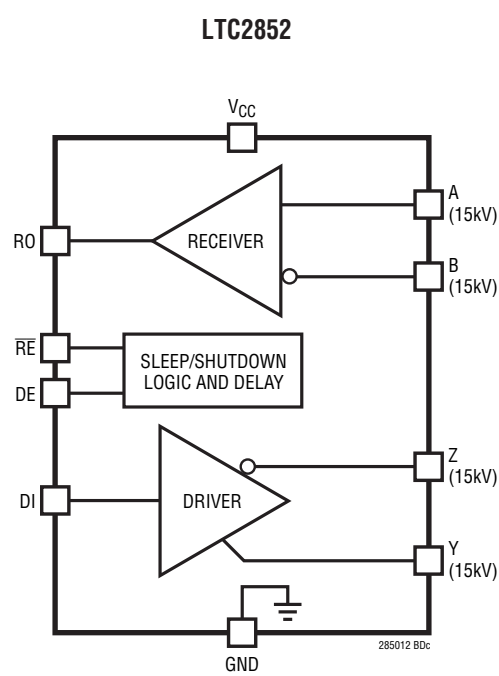 LTC2852
VCC
A
(15kV)
RO
RECEIVER
B
(15kV)
R̅E̅
SLEEP/SHUTDOWN
LOGIC AND DELAY
DE
Z
(15kV)
DI
DRIVER
Y
(15kV)
285012 BDc
GND